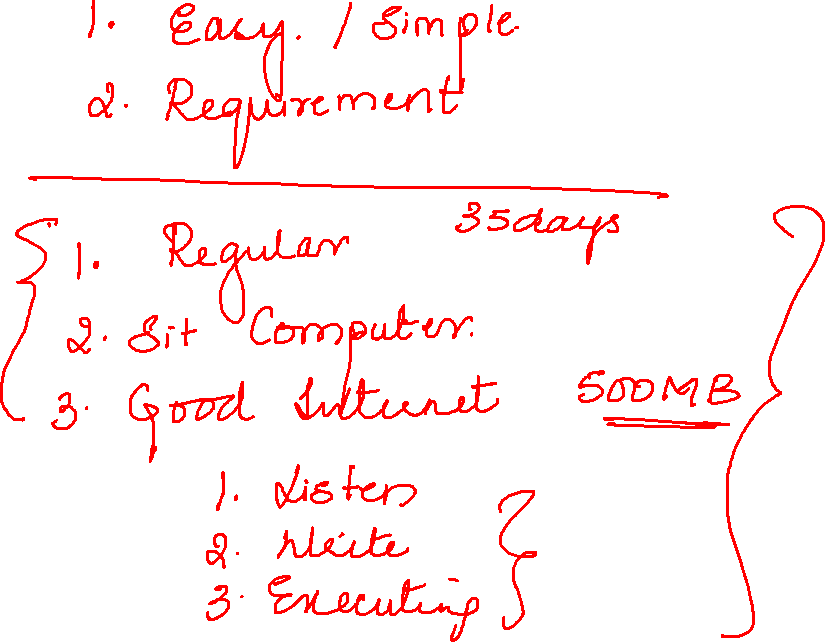 1. Easy. / Simple
2. Requirement
1. Regular 35days
2. Sit Computer.
3. Good Internet 500MB
1. Listen
2. Write
3. Executing